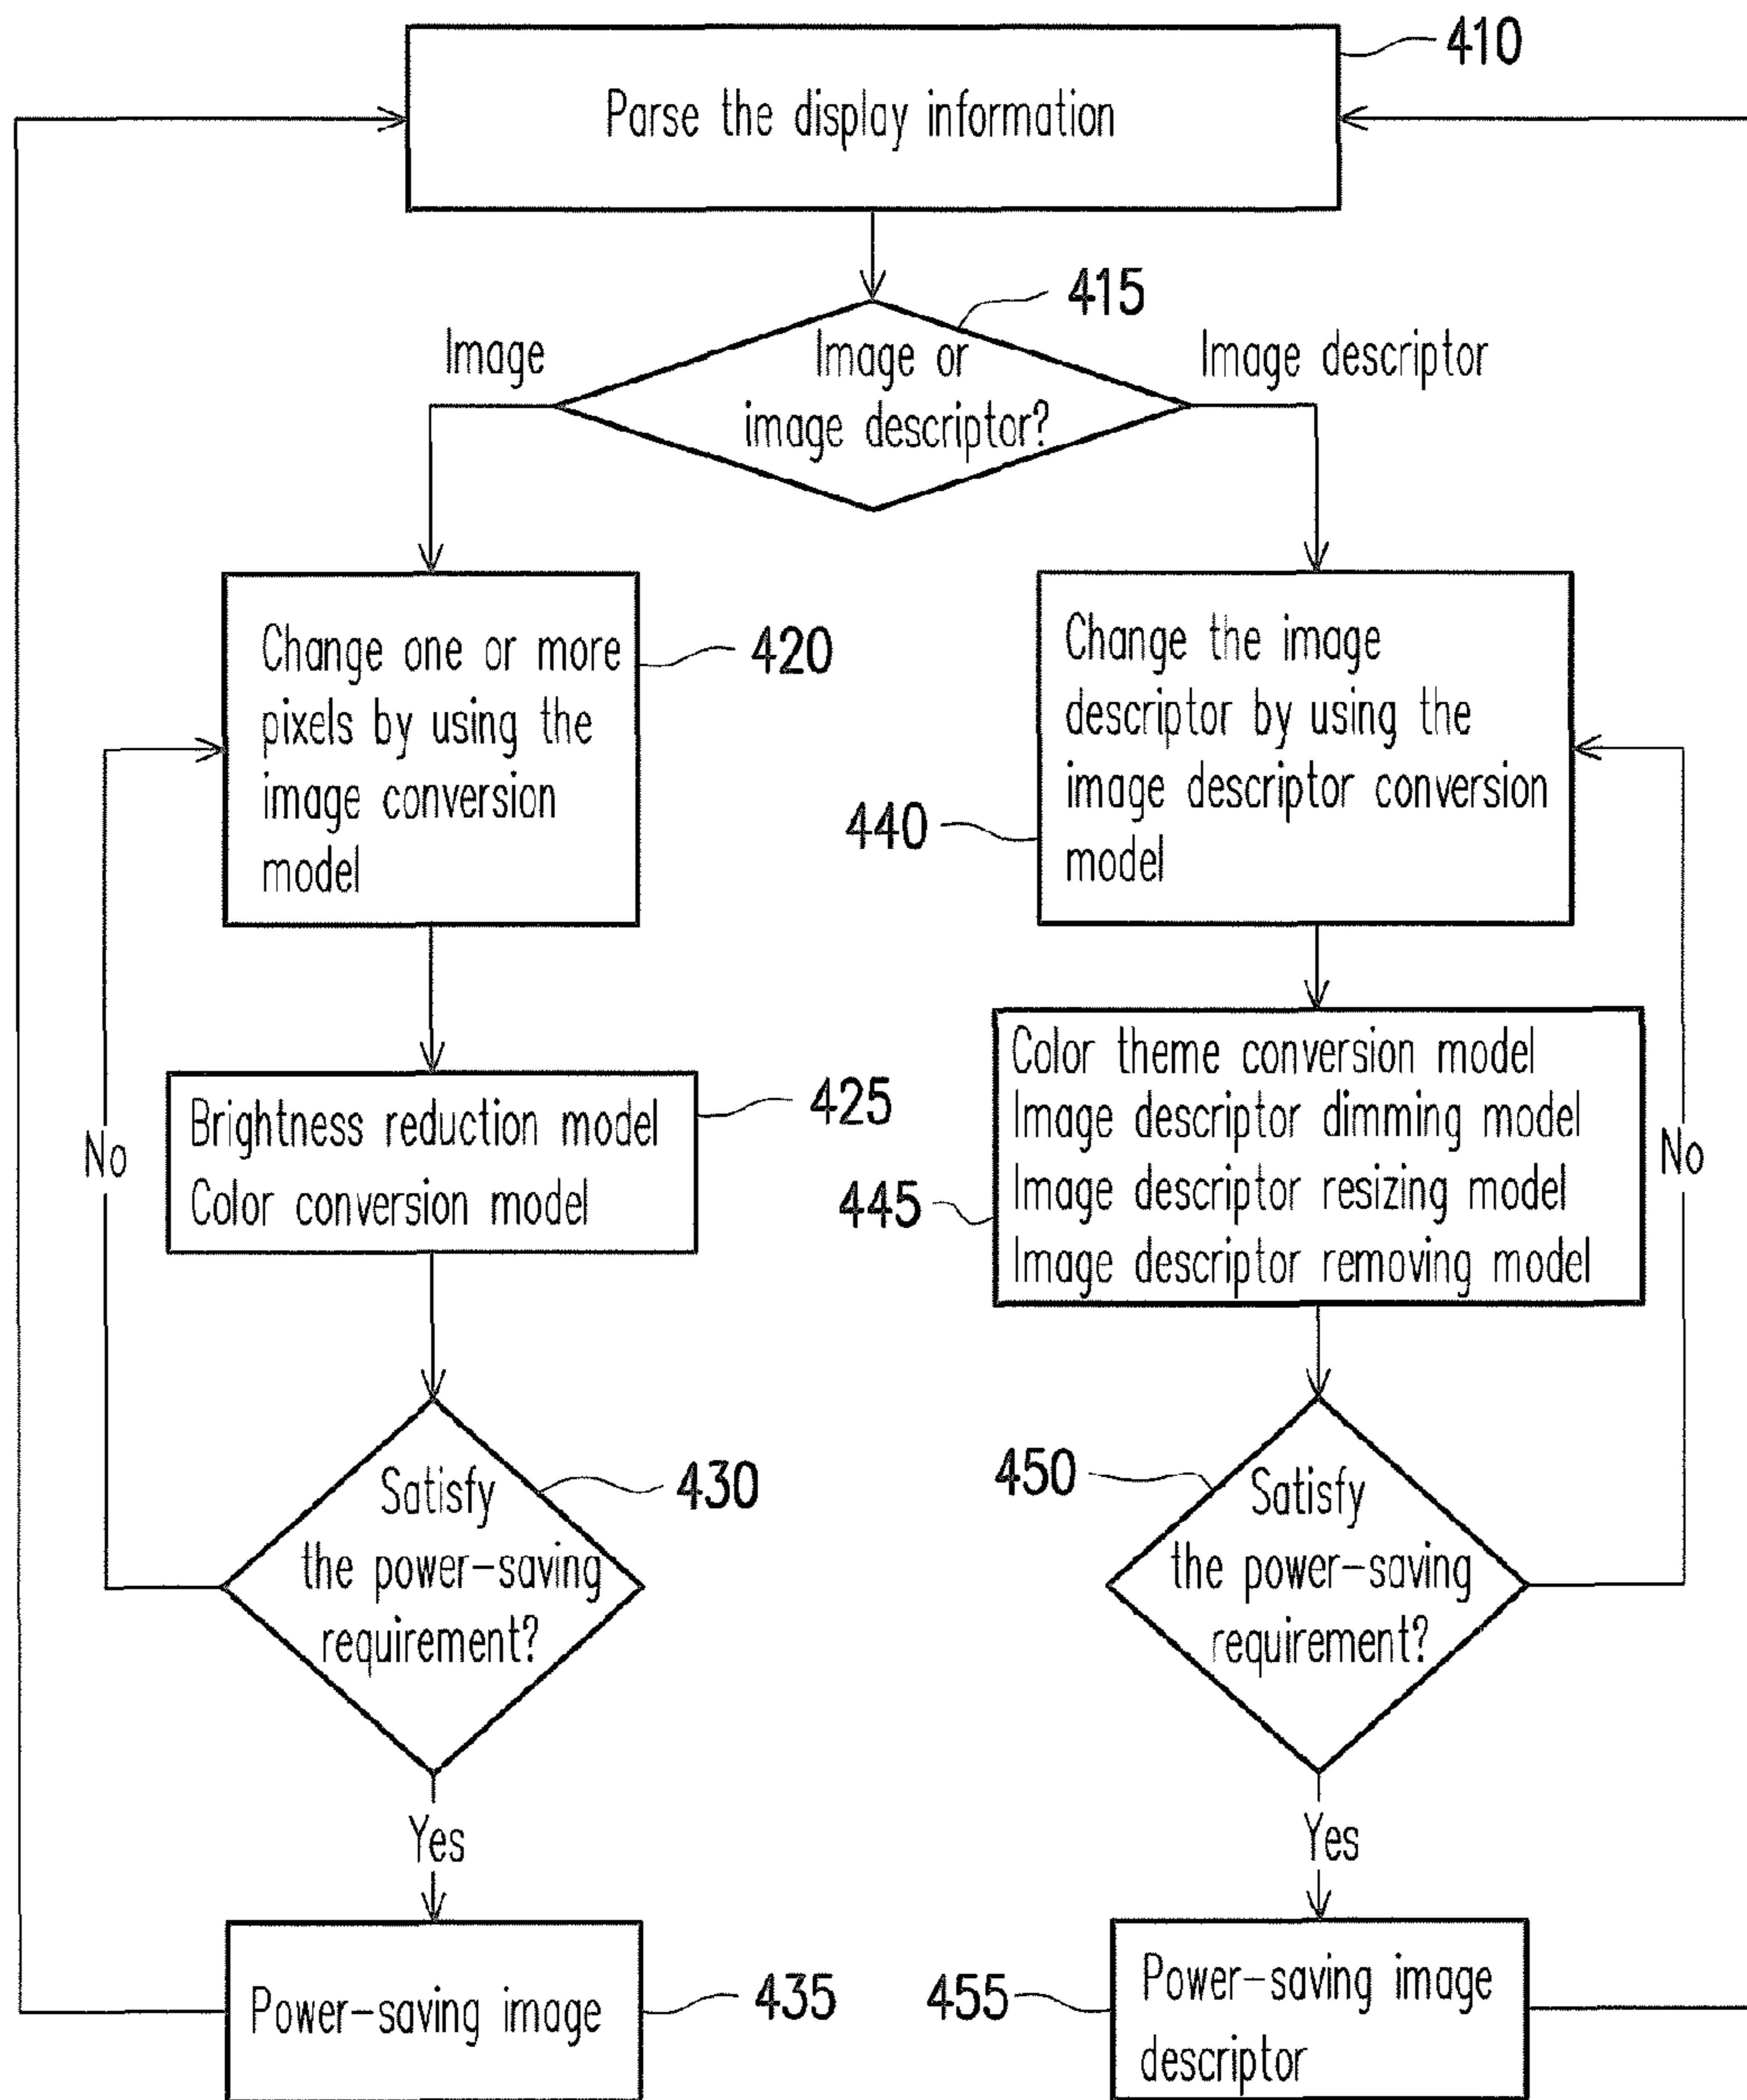 410
Parse the display information
415
Image
Image or
image descriptor?
Image descriptor
Change one or more
pixels by using the
image conversion
model
420
Change the image
descriptor by using the
image descriptor conversion
model
440
Brightness reduction model
Color conversion model
425
Color theme conversion model
Image descriptor dimming model
Image descriptor resizing model
Image descriptor removing model
445
No
No
Satisfy
the power-saving
requirement?
430
Satisfy
the power-saving
requirement?
450
Yes
Yes
Power-saving image
435
Power-saving image
descriptor
455